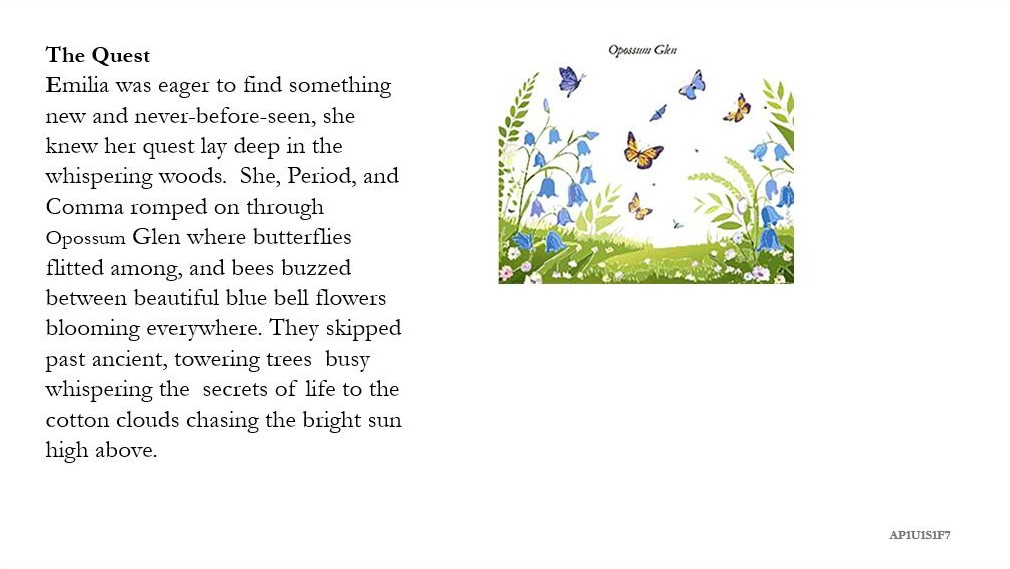 The Quest
Emilia was eager to find something
new and never-before-seen, she
knew her quest lay deep in the
whispering woods.  She, Period, and
Comma romped on through
Opossum Glen where butterflies
flitted among, and bees buzzed
between beautiful blue bell flowers
blooming everywhere. They skipped
past ancient, towering trees  busy
whispering the  secrets of life to the
cotton clouds chasing the bright sun
high above.
Opossum Glen
AP1U1S1F7